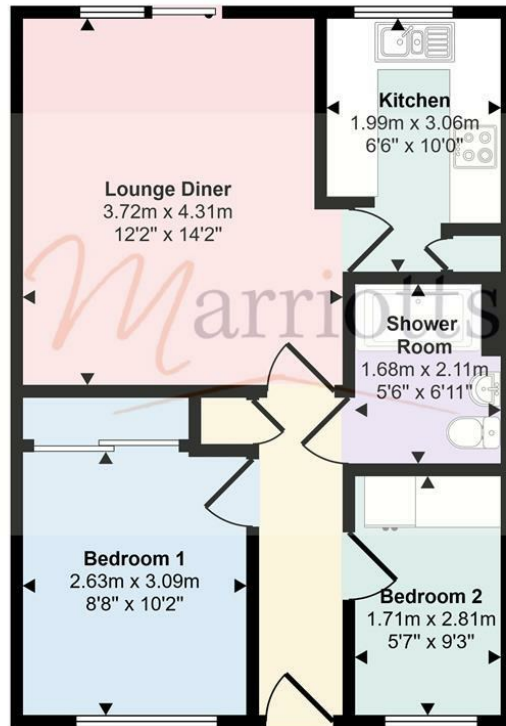 Kitchen
1.99m x 3.06m
6'6" x 10'0"
Lounge Diner
3.72m x 4.31m
12'2" x 14'2"
Marriotts
Shower
Room
1.68m x 2.11m
5'6" x 6'11"
Bedroom 1
2.63m x 3.09m
8'8" x 10'2"
Bedroom 2
1.71m x 2.81m
5'7" x 9'3"